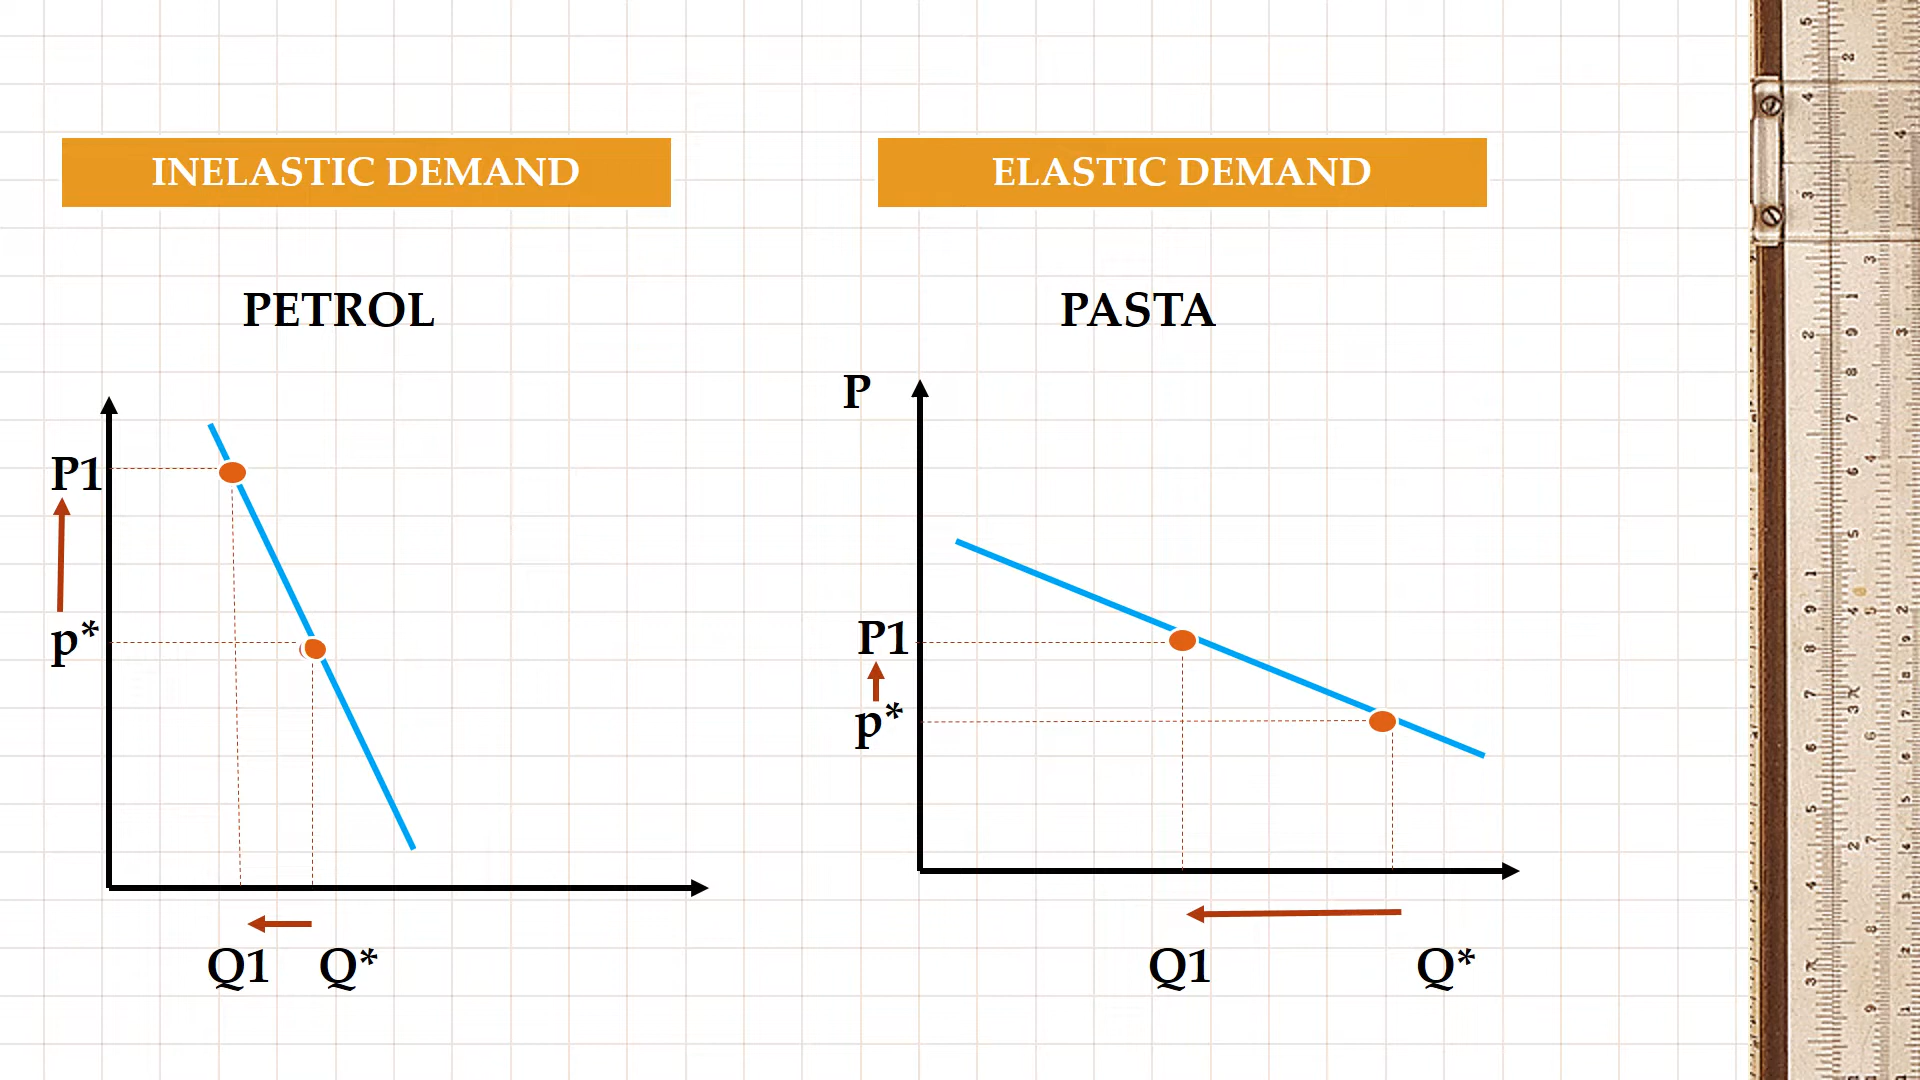 INELASTIC DEMAND
PETROL
P1
p*
Q1 Q*
ELASTIC DEMAND
PASTA
P
P1
p*
Q1 Q*